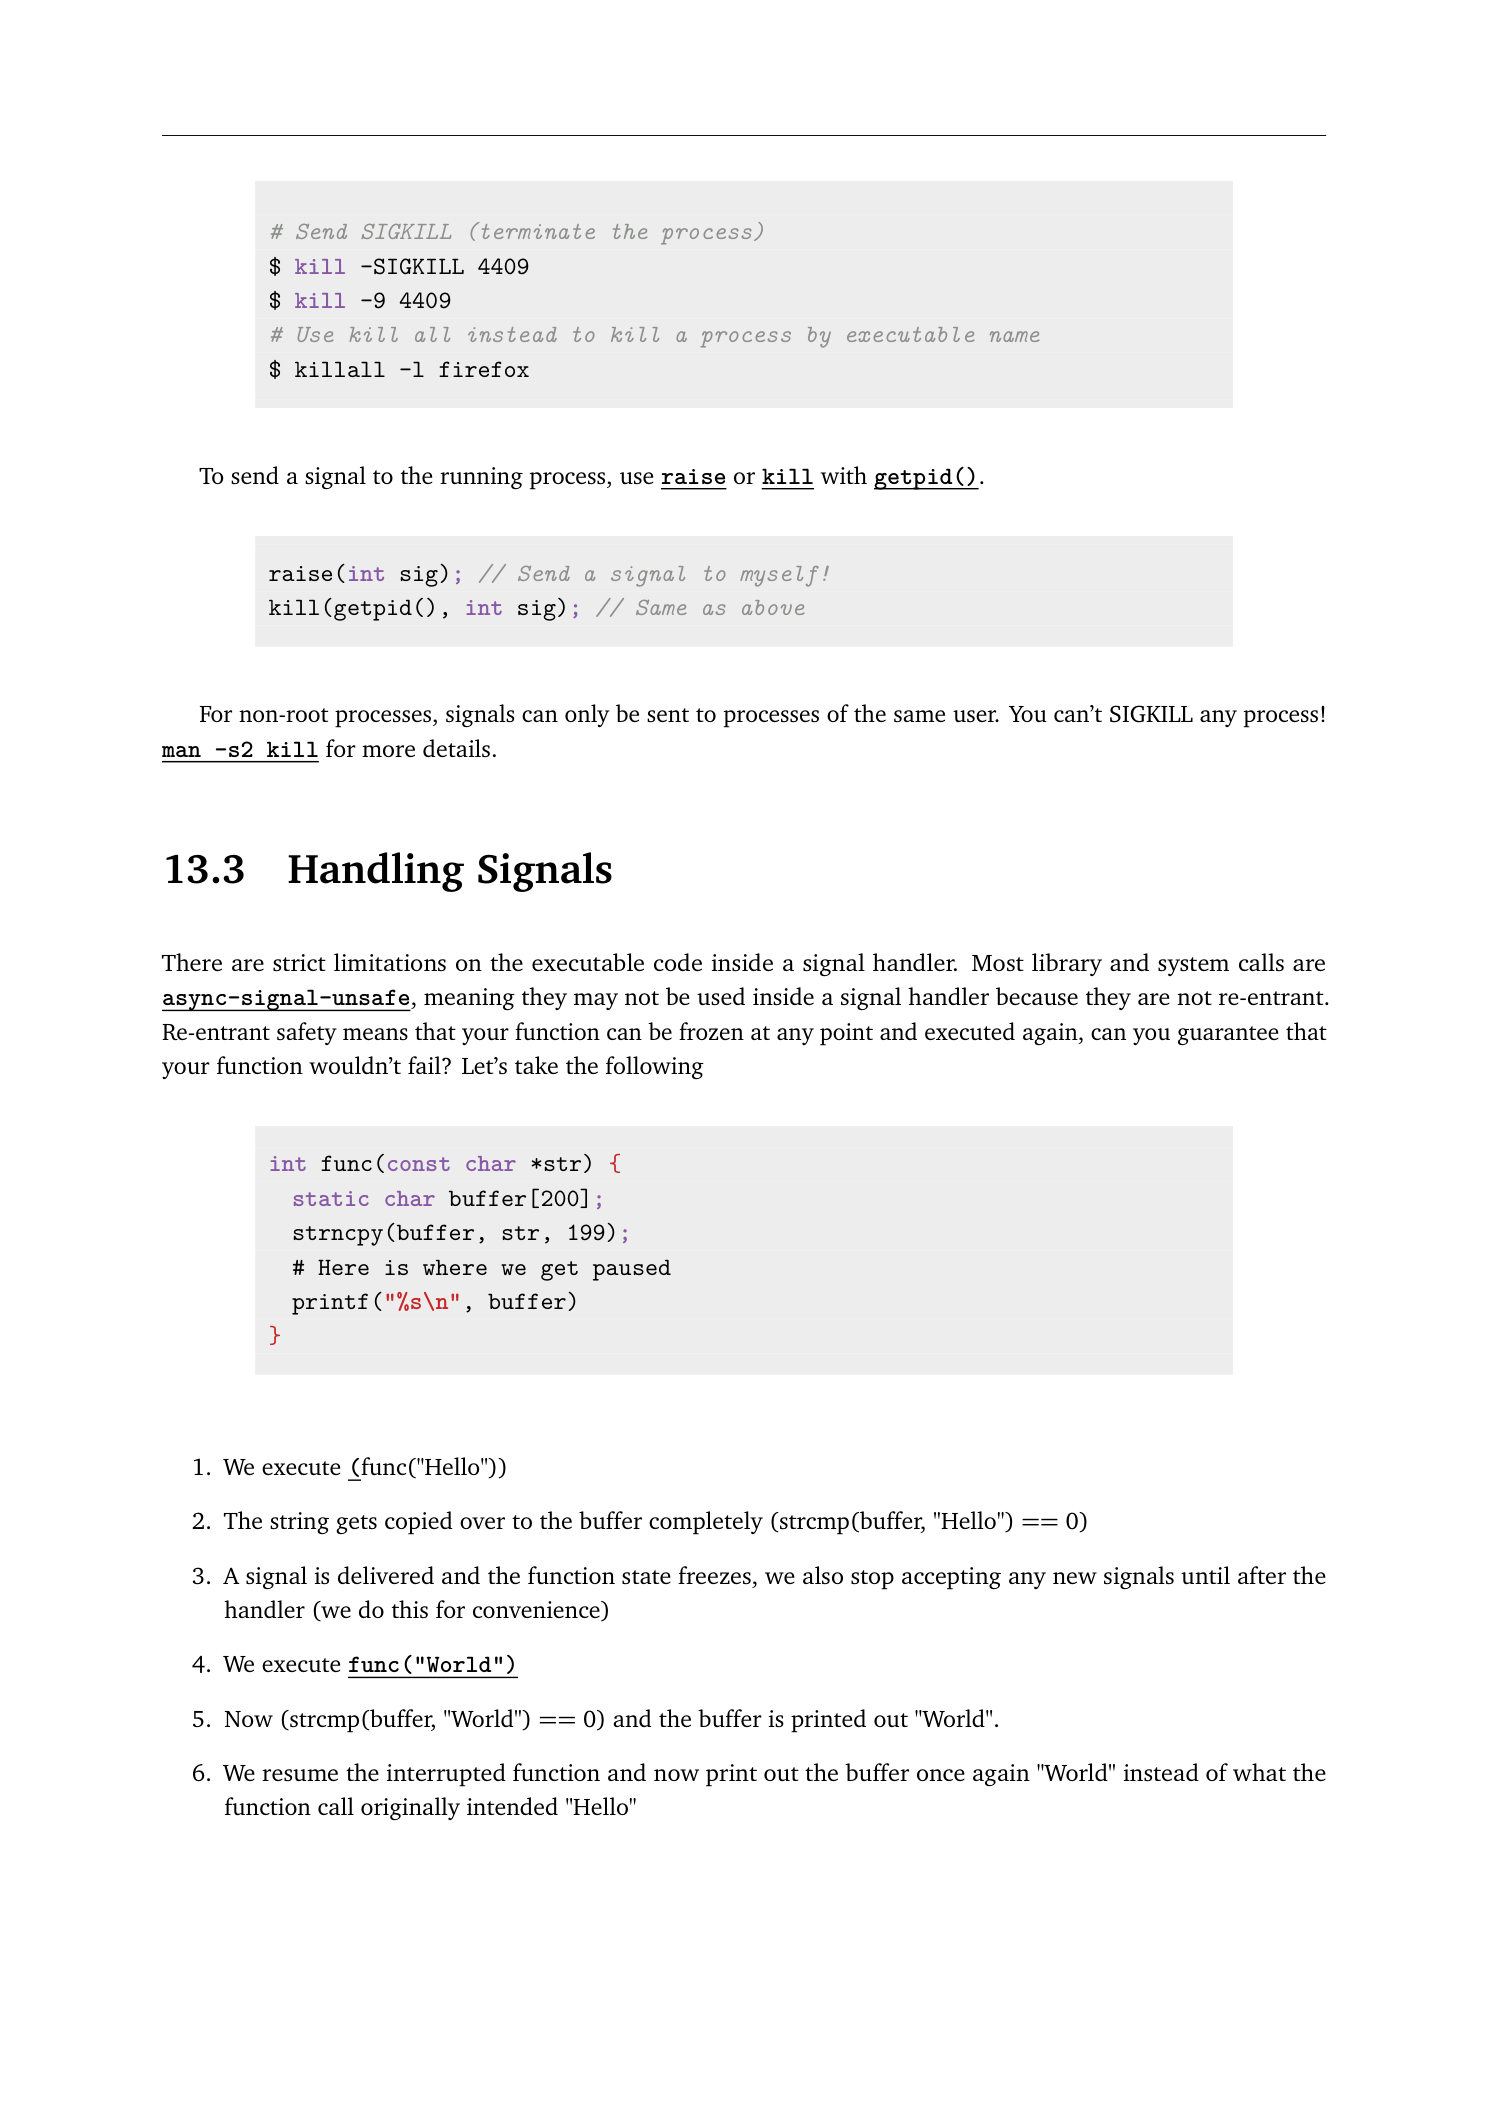 # Send SIGKILL (terminate the process)
$ kill -SIGKILL 4409
$ kill -9 4409
# Use kill all instead to kill a process by executable name
$ killall -l firefox
To send a signal to the running process, use raise or kill with getpid().
raise(int sig); // Send a signal to myself!
kill(getpid(), int sig); // Same as above
For non-root processes, signals can only be sent to processes of the same user. You can't SIGKILL any process!
man -s2 kill for more details.
13.3 Handling Signals
There are strict limitations on the executable code inside a signal handler. Most library and system calls are
async-signal-unsafe, meaning they may not be used inside a signal handler because they are not re-entrant.
Re-entrant safety means that your function can be frozen at any point and executed again, can you guarantee that
your function wouldn't fail? Let's take the following
int func(const char *str) {
  static char buffer[200];
  strncpy(buffer, str, 199);
  # Here is where we get paused
  printf("%s\n", buffer)
}
1. We execute (func("Hello"))
2. The string gets copied over to the buffer completely (strcmp(buffer, "Hello") == 0)
3. A signal is delivered and the function state freezes, we also stop accepting any new signals until after the
handler (we do this for convenience)
4. We execute func("World")
5. Now (strcmp(buffer, "World") == 0) and the buffer is printed out "World".
6. We resume the interrupted function and now print out the buffer once again "World" instead of what the
function call originally intended "Hello"